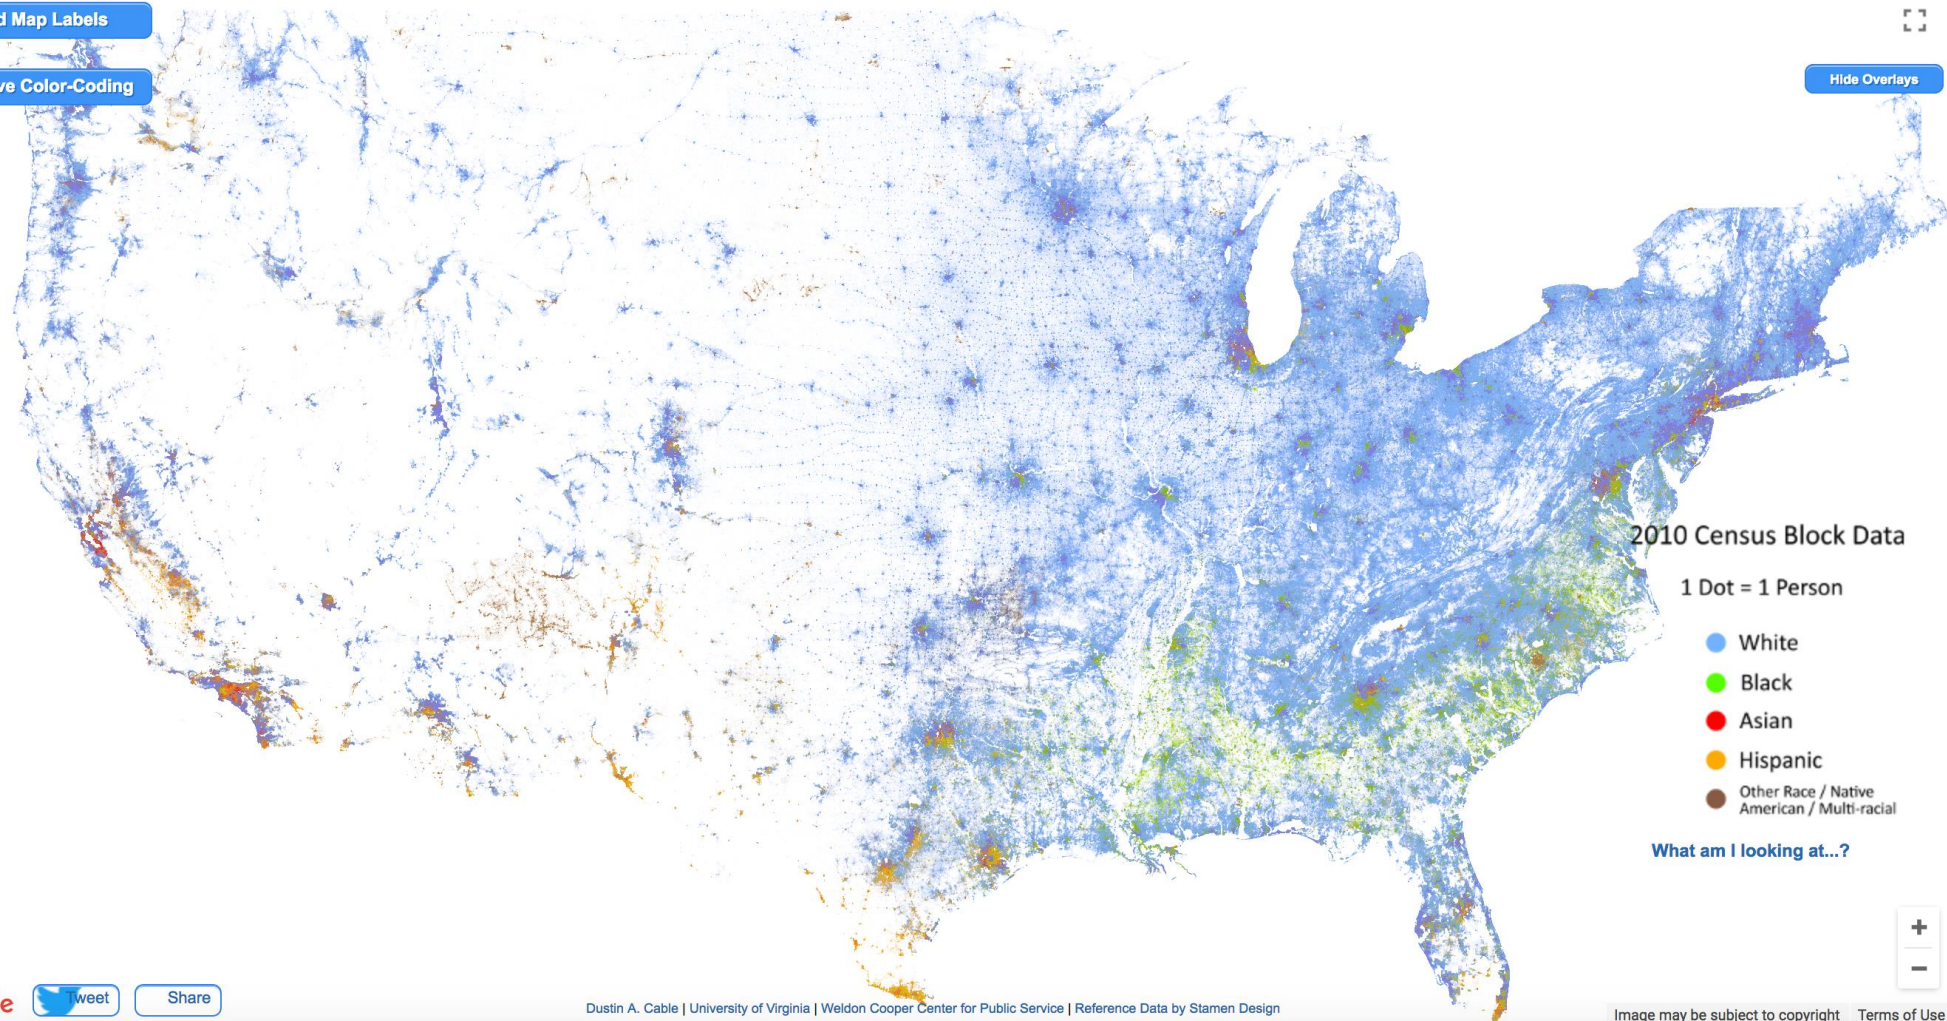 d Map Labels
ve Color-Coding
Hide Overlays
2010 Census Block Data
1 Dot = 1 Person
White
Black
Asian
Hispanic
Other Race / Native
American / Multi-racial
What am I looking at...?
+
−
e
Tweet
Share
Dustin A. Cable | University of Virginia | Weldon Cooper Center for Public Service | Reference Data by Stamen Design
Image may be subject to copyright
Terms of Use